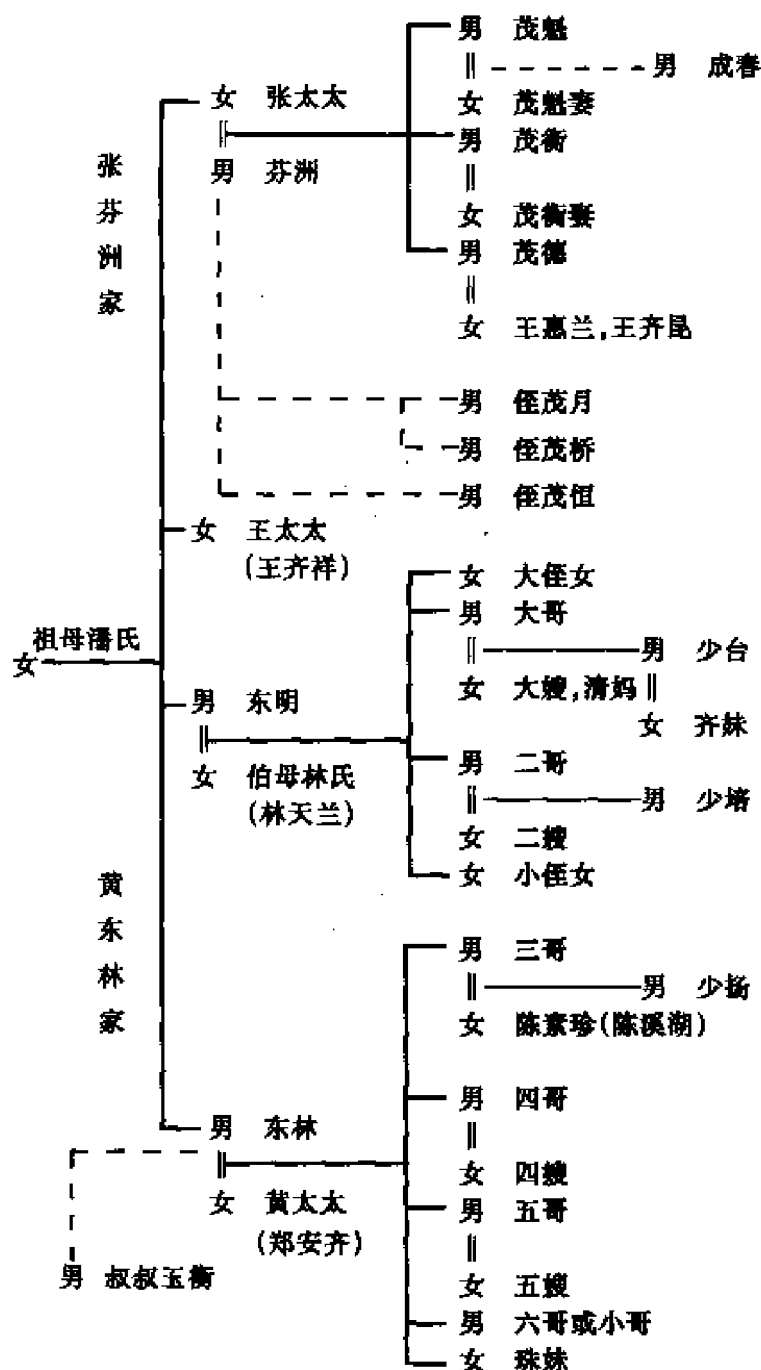 男 茂魁
男 成春
女 张太太
女 茂魁妻
男 茂衡
男 芬洲
女 茂衡妻
男 茂德
女 王惠兰,王齐昆
张芬洲家
男 侄茂月
男 侄茂桥
男 侄茂恒
女 王太太
(王齐祥)
女 大侄女
男 大哥
祖母潘氏
女
男 少台
女 大嫂,清妈
男 东明
女 齐妹
男 二哥
女 伯母林氏
(林天兰)
男 少培
女 二嫂
女 小侄女
黄东林家
男 三哥
男 少扬
女 陈素珍(陈溪湖)
男 四哥
男 东林
女 四嫂
女 黄太太
(郑安齐)
男 五哥
男 叔叔玉衡
女 五嫂
男 六哥或小哥
女 珠妹